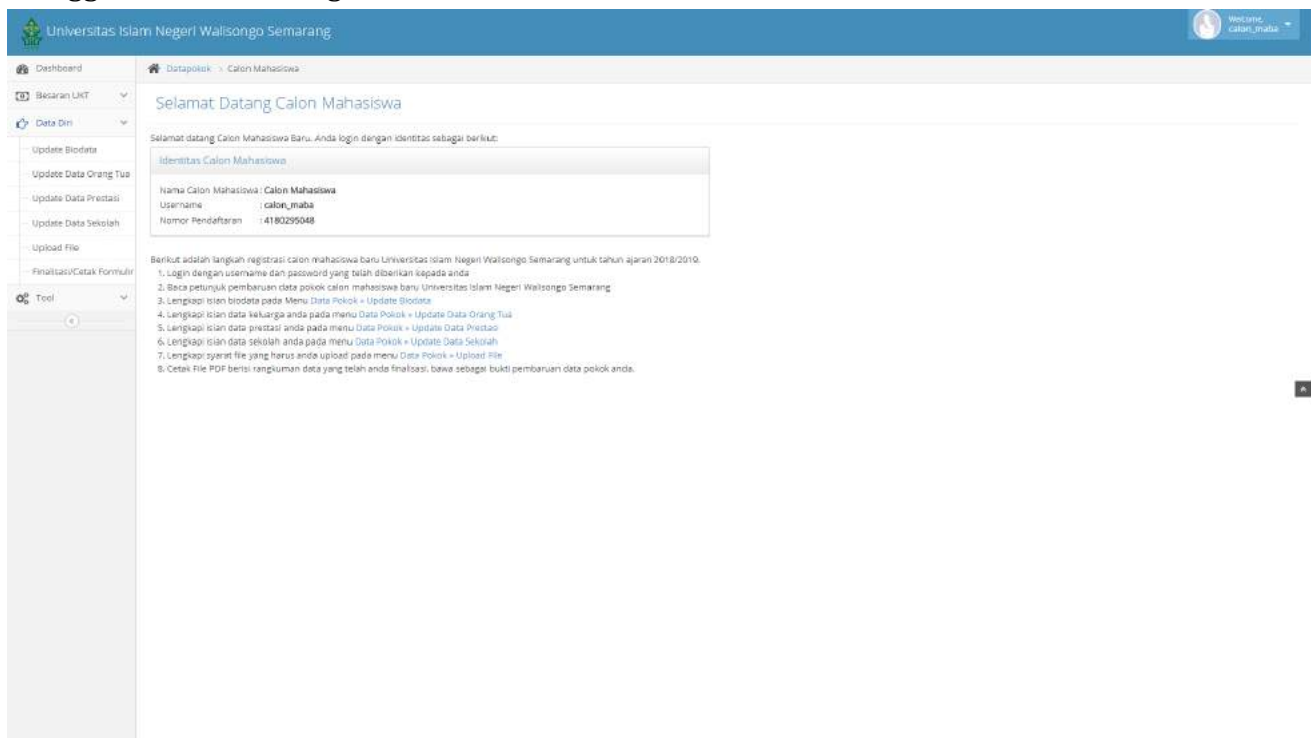 Universitas Islam Negeri Walisongo Semarang
Welcome,
calon_maba
Dashboard
Besaran UKT
Data Diri
Update Biodata
Update Data Orang Tua
Update Data Prestasi
Update Data Sekolah
Upload File
Finalisasi/Cetak Formulir
Tool
Datapokok > Calon Mahasiswa
Selamat Datang Calon Mahasiswa
Selamat datang Calon Mahasiswa Baru. Anda login dengan identitas sebagai berikut:
Identitas Calon Mahasiswa
Nama Calon Mahasiswa : Calon Mahasiswa
Username : calon_maba
Nomor Pendaftaran : 4180295048
Berikut adalah langkah registrasi calon mahasiswa baru Universitas Islam Negeri Walisongo Semarang untuk tahun ajaran 2018/2019.
1. Login dengan username dan password yang telah diberikan kepada anda
2. Baca petunjuk pembaruan data pokok calon mahasiswa baru Universitas Islam Negeri Walisongo Semarang
3. Lengkapi isian biodata pada Menu Data Pokok » Update Biodata
4. Lengkapi isian data keluarga anda pada menu Data Pokok » Update Data Orang Tua
5. Lengkapi isian data prestasi anda pada menu Data Pokok » Update Data Prestasi
6. Lengkapi isian data sekolah anda pada menu Data Pokok » Update Data Sekolah
7. Lengkapi syarat file yang harus anda upload pada menu Data Pokok » Upload File
8. Cetak File PDF berisi rangkuman data yang telah anda finalisasi. bawa sebagai bukti pembaruan data pokok anda.